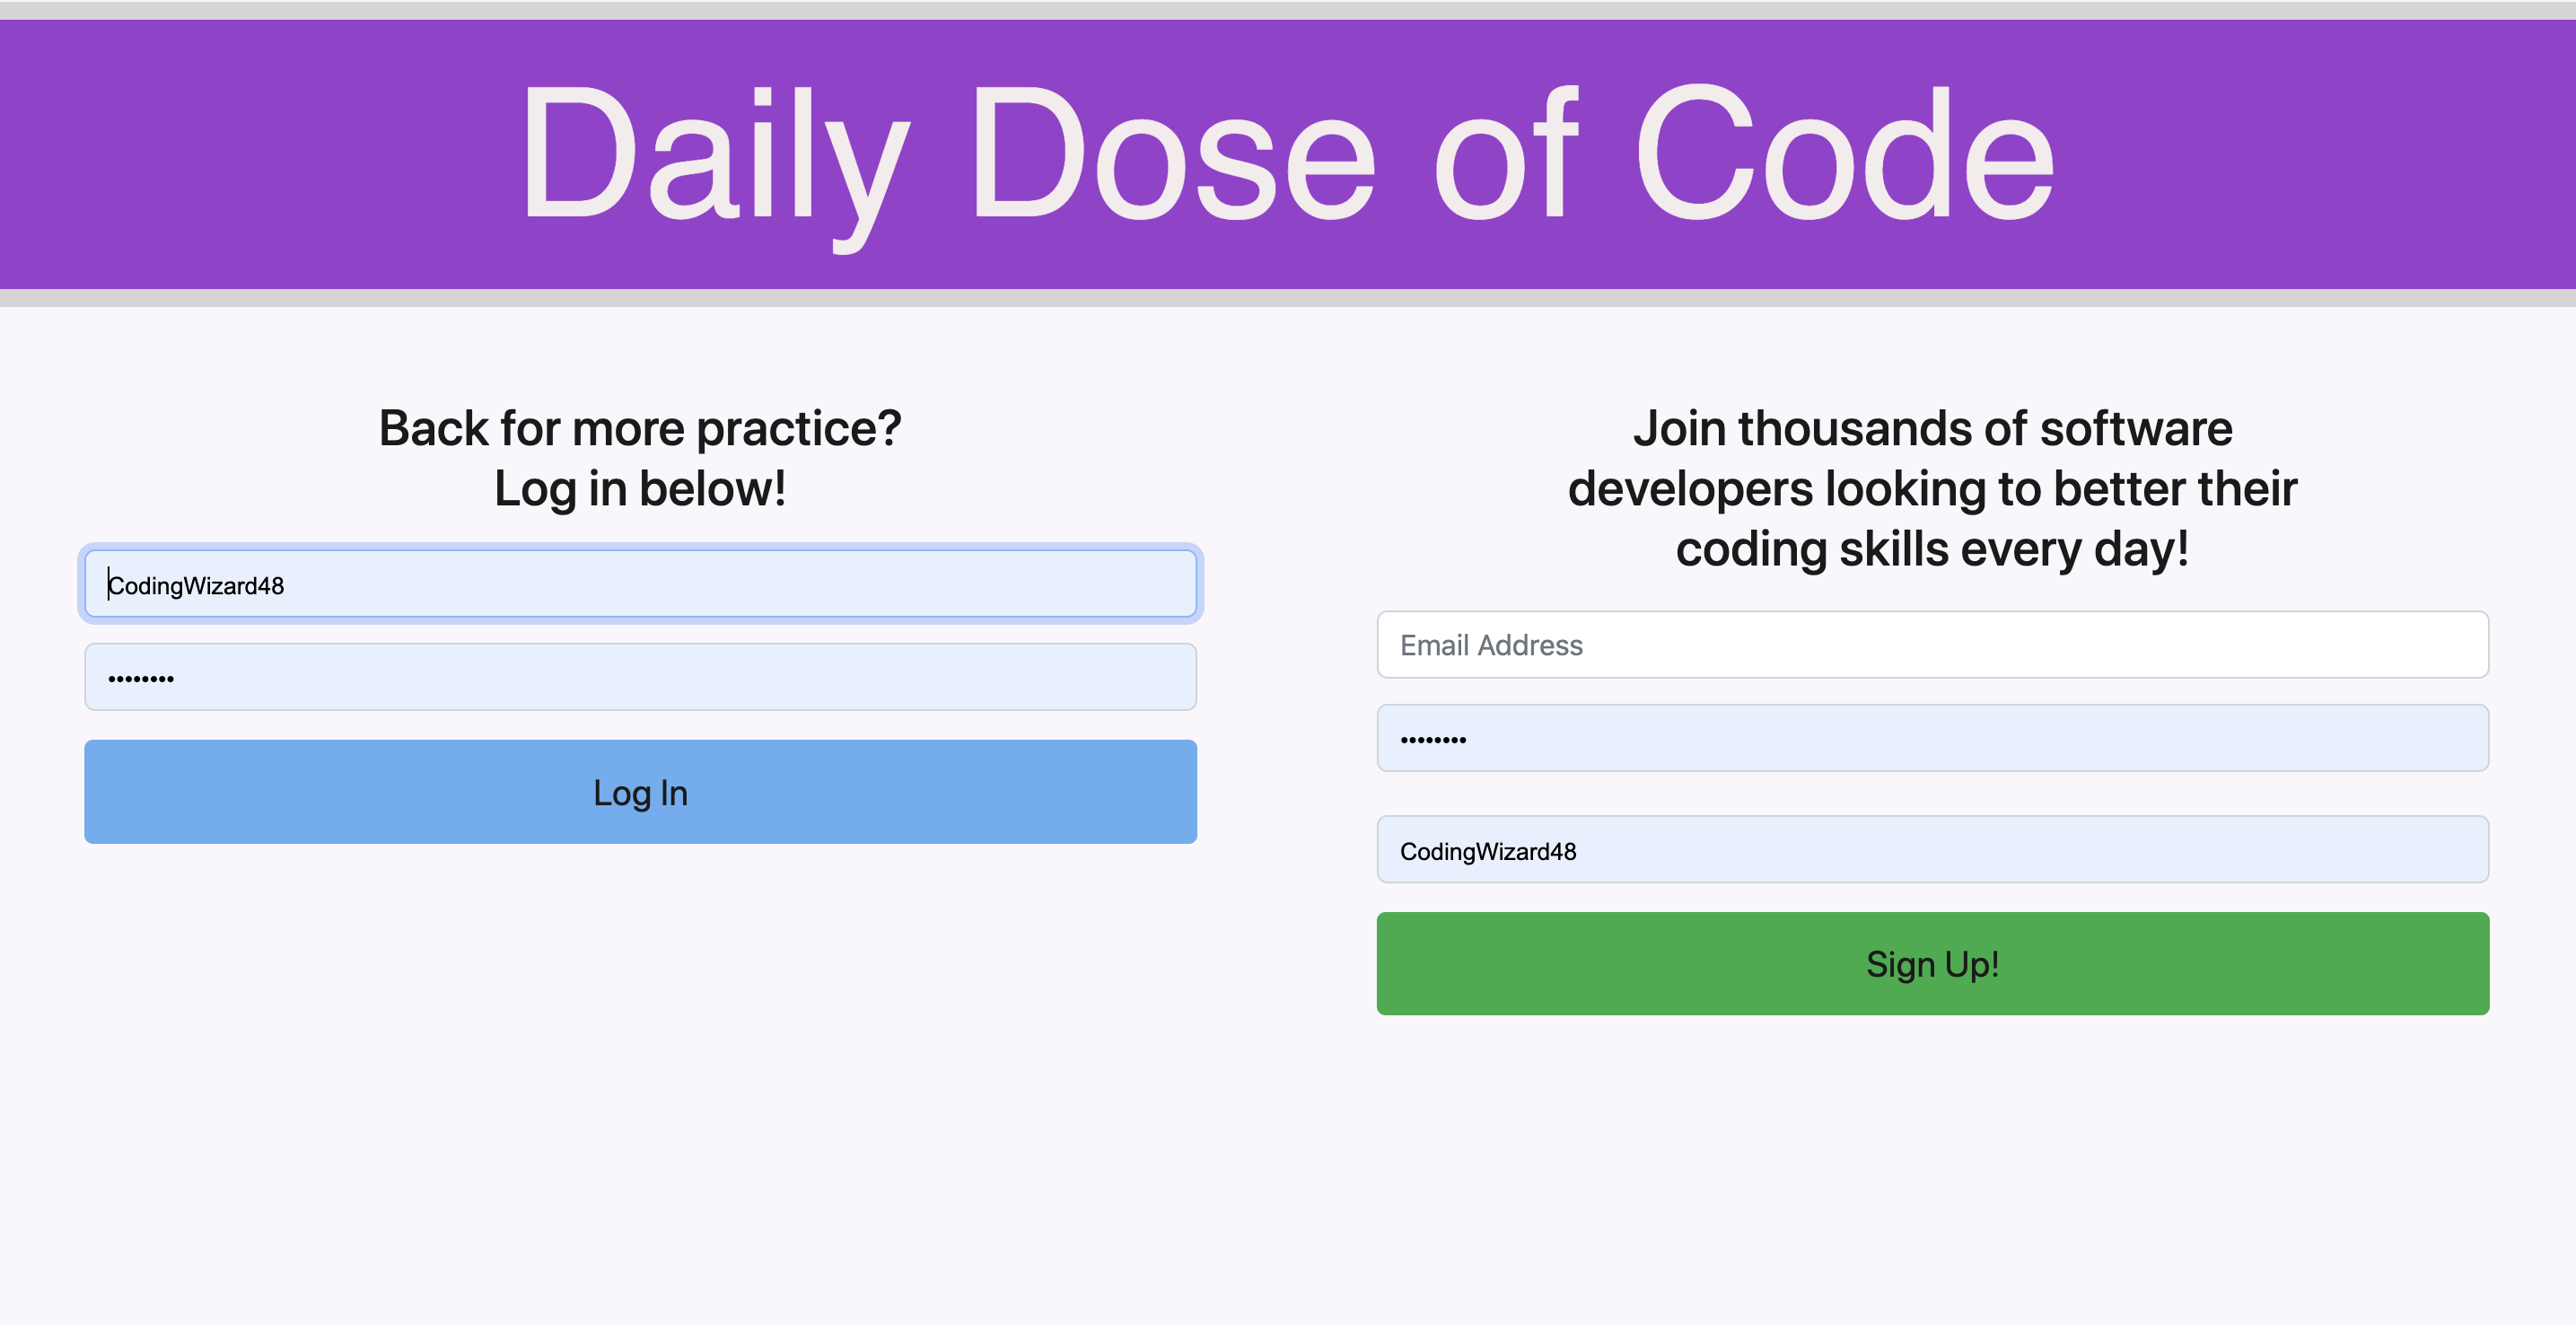 Daily Dose of Code
Back for more practice?
Log in below!
CodingWizard48
••••••••
Log In
Join thousands of software
developers looking to better their
coding skills every day!
Email Address
••••••••
CodingWizard48
Sign Up!